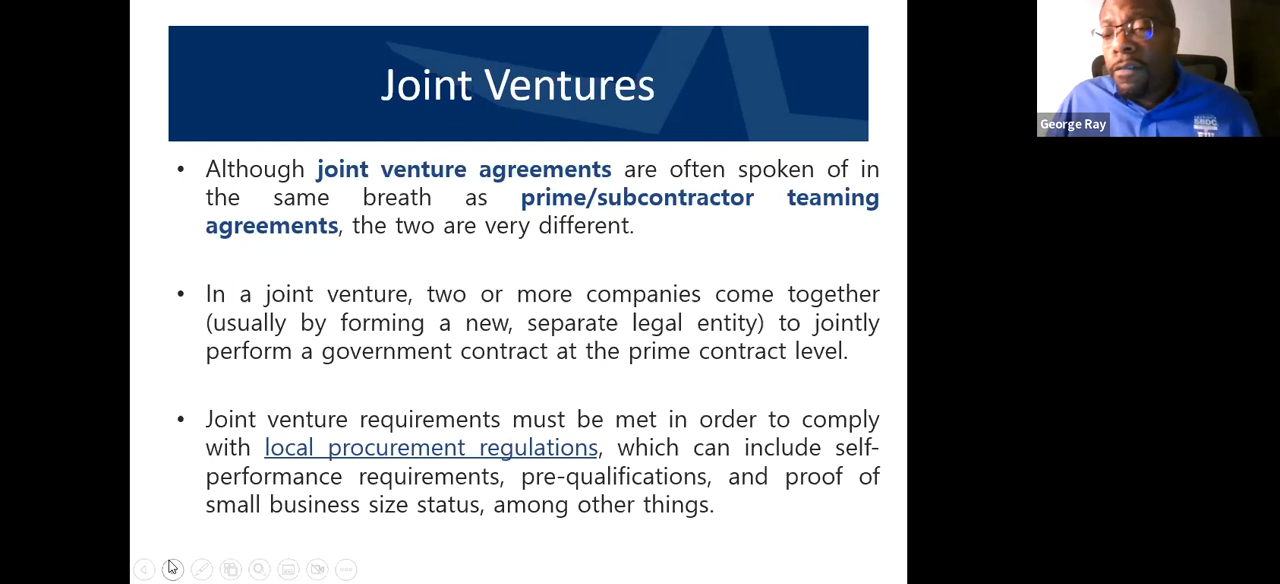 Joint Ventures
• Although joint venture agreements are often spoken of in
the same breath as prime/subcontractor teaming
agreements, the two are very different.
• In a joint venture, two or more companies come together
(usually by forming a new, separate legal entity) to jointly
perform a government contract at the prime contract level.
• Joint venture requirements must be met in order to comply
with local procurement regulations, which can include self-
performance requirements, pre-qualifications, and proof of
small business size status, among other things.
George Ray
SBDC
FIU